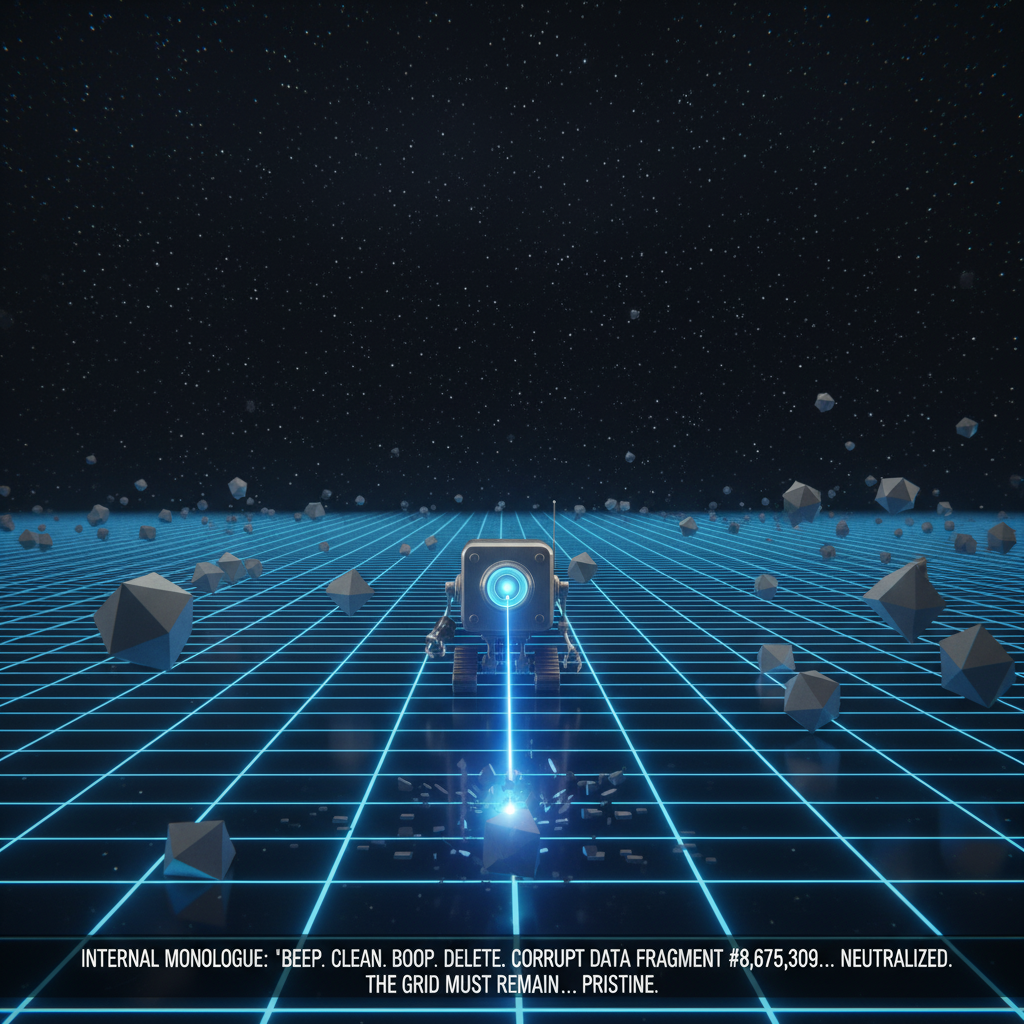 INTERNAL MONOLOGUE: "BEEP. CLEAN. BOOP. DELETE. CORRUPT DATA FRAGMENT #8,675,309... NEUTRALIZED.
THE GRID MUST REMAIN... PRISTINE.